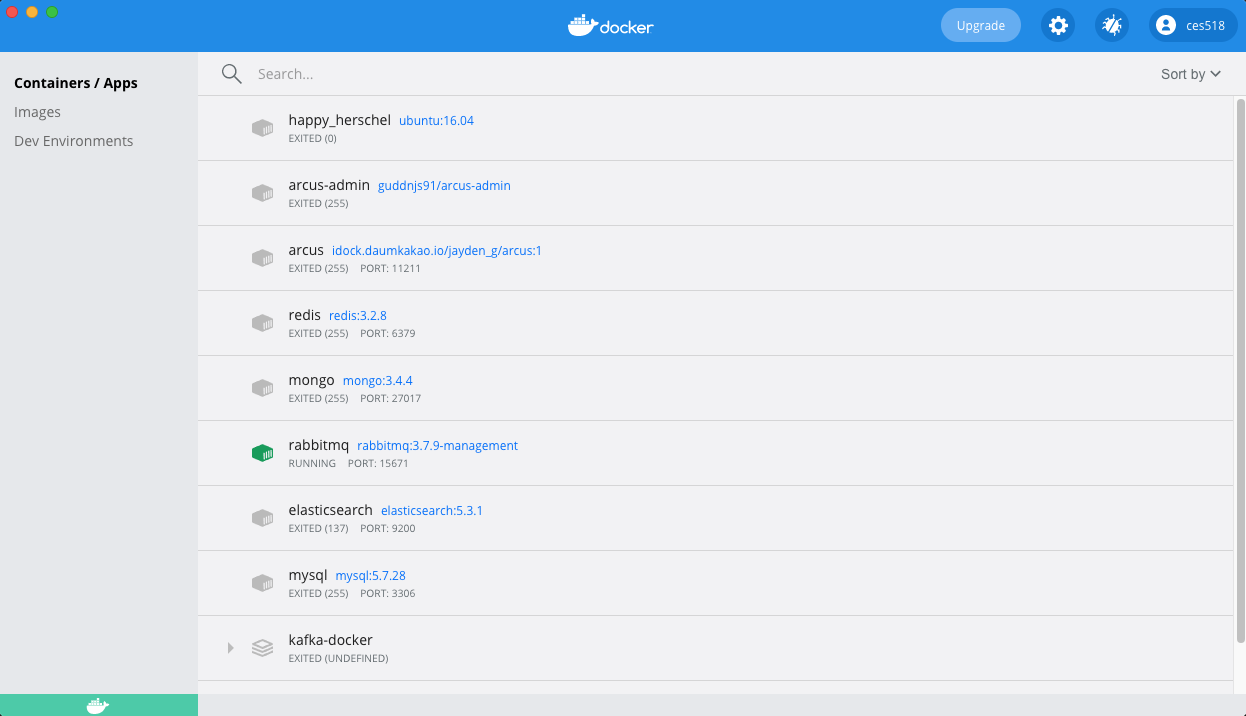 docker
Upgrade
ces518
Containers / Apps
Images
Dev Environments
Search...
Sort by
happy_herschel ubuntu:16.04
EXITED (0)
arcus-admin guddnjs91/arcus-admin
EXITED (255)
arcus idock.daumkakao.io/jayden_g/arcus:1
EXITED (255) PORT: 11211
redis redis:3.2.8
EXITED (255) PORT: 6379
mongo mongo:3.4.4
EXITED (255) PORT: 27017
rabbitmq rabbitmq:3.7.9-management
RUNNING PORT: 15671
elasticsearch elasticsearch:5.3.1
EXITED (137) PORT: 9200
mysql mysql:5.7.28
EXITED (255) PORT: 3306
kafka-docker
EXITED (UNDEFINED)